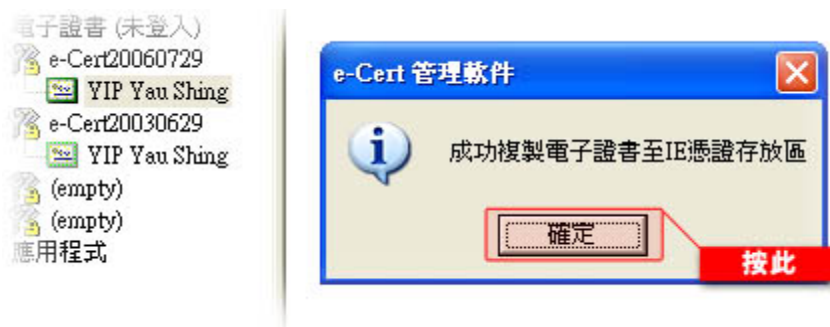 電子證書 (未登入)
e-Cert20060729
YIP Yau Shing
e-Cert20030629
YIP Yau Shing
(empty)
(empty)
應用程式
e-Cert 管理軟件
成功複製電子證書至IE憑證存放區
確定
按此